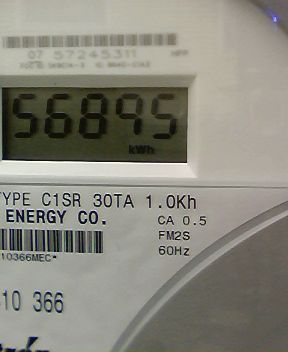 07 57245311
56895
kWh
TYPE C1SR 30TA 1.0Kh
ENERGY CO.
CA 0.5
FM2S
60Hz
10366MEC*
10 366